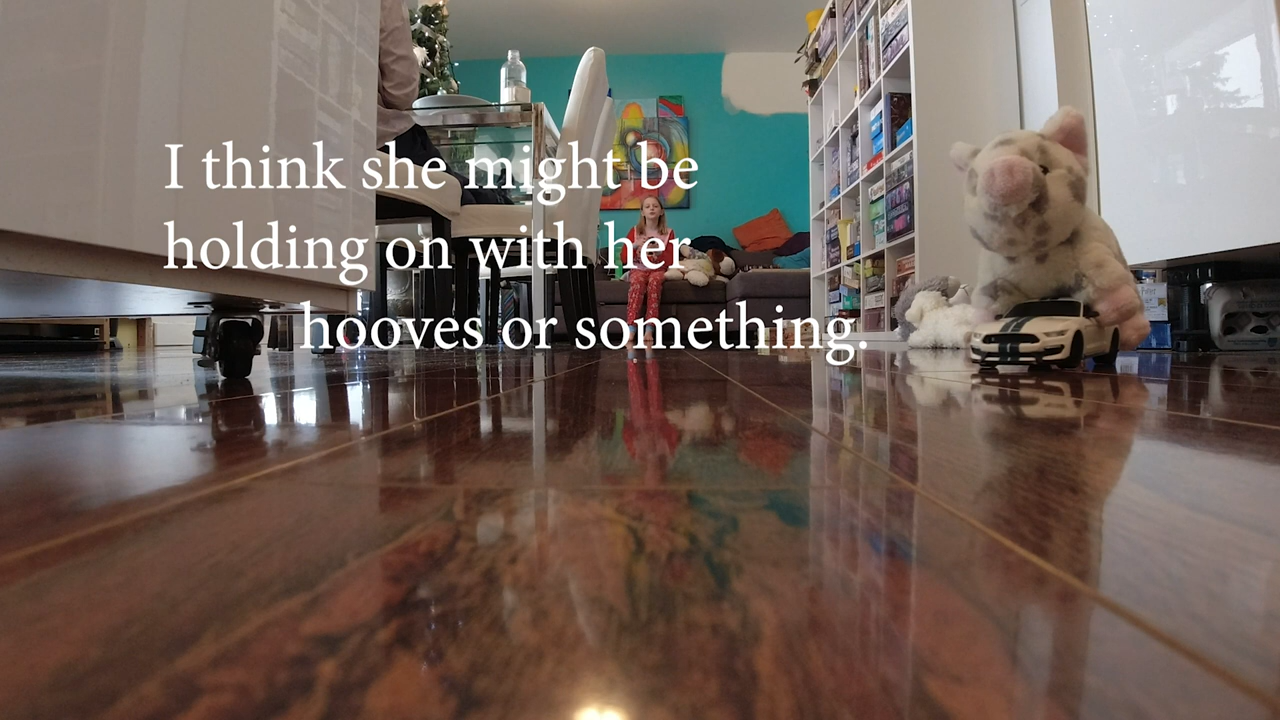 I think she might be
holding on with her
hooves or something.